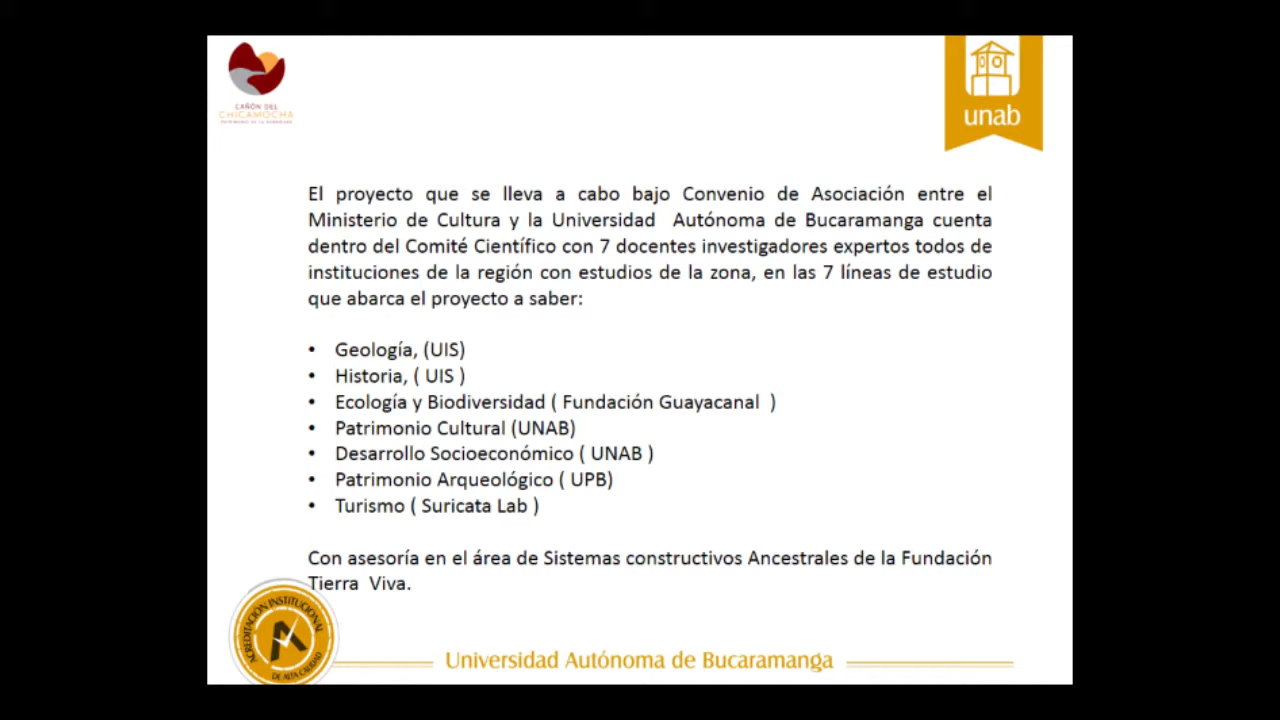 CAÑÓN DEL
CHICAMOCHA
PATRIMONIO DE LA HUMANIDAD
unab
El proyecto que se lleva a cabo bajo Convenio de Asociación entre el
Ministerio de Cultura y la Universidad Autónoma de Bucaramanga cuenta
dentro del Comité Científico con 7 docentes investigadores expertos todos de
instituciones de la región con estudios de la zona, en las 7 líneas de estudio
que abarca el proyecto a saber:
• Geología, (UIS)
• Historia, ( UIS )
• Ecología y Biodiversidad ( Fundación Guayacanal )
• Patrimonio Cultural (UNAB)
• Desarrollo Socioeconómico ( UNAB )
• Patrimonio Arqueológico ( UPB)
• Turismo ( Suricata Lab )
Con asesoría en el área de Sistemas constructivos Ancestrales de la Fundación
Tierra Viva.
ACREDITACIÓN INSTITUCIONAL
DE ALTA CALIDAD
Universidad Autónoma de Bucaramanga